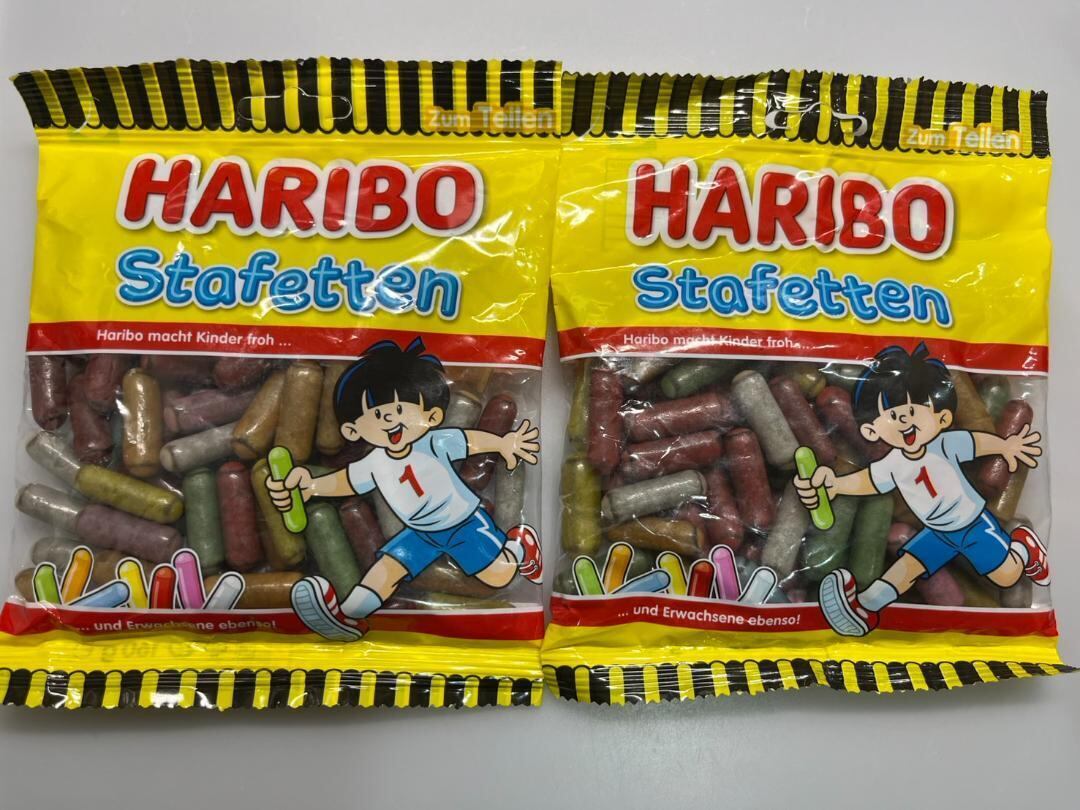 Zum Teilen
HARIBO
Stafetten
Haribo macht Kinder froh ...
1
... und Erwachsene ebenso!
Zum Teilen
HARIBO
Stafetten
Haribo macht Kinder froh ...
1
... und Erwachsene ebenso!